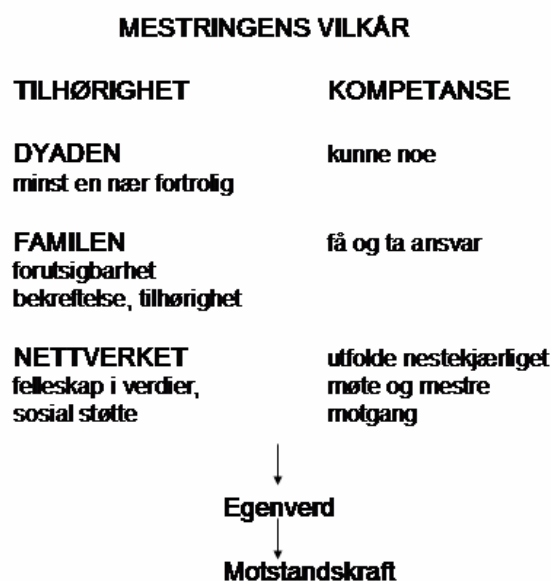 MESTRINGENS VILKÅR
TILHØRIGHET KOMPETANSE
DYADEN kunne noe
minst en nær fortrolig
FAMILEN få og ta ansvar
forutsigbarhet
bekreftelse, tilhørighet
NETTVERKET utfolde nestekjærliget
felleskap i verdier, møte og mestre
sosial støtte motgang
Egenverd
Motstandskraft